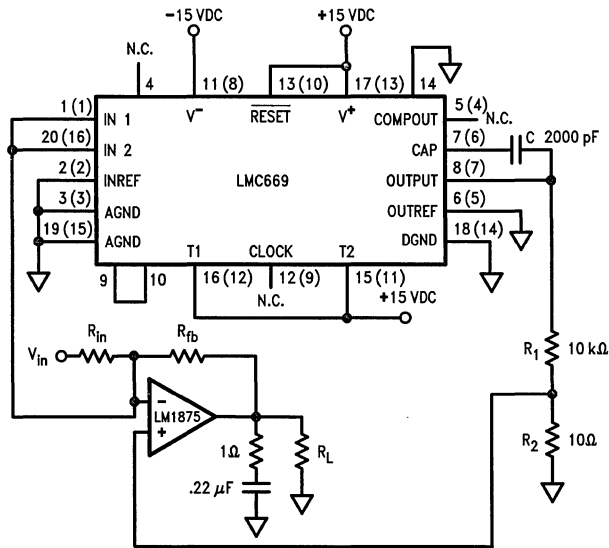 −15 VDC +15 VDC
N.C.
4 11 (8) 13 (10) 17 (13) 14
1 (1) IN 1 V⁻ RESET V⁺ COMPOUT 5 (4) N.C.
20 (16) IN 2 CAP 7 (6) C 2000 pF
2 (2) INREF LMC669 OUTPUT 8 (7)
3 (3) AGND OUTREF 6 (5)
19 (15) AGND DGND 18 (14)
T1 CLOCK T2
9 10 16 (12) 12 (9) 15 (11)
N.C. +15 VDC
Vin Rin Rfb
R1 10 kΩ
− LM1875 +
1Ω RL R2 10Ω
.22 μF